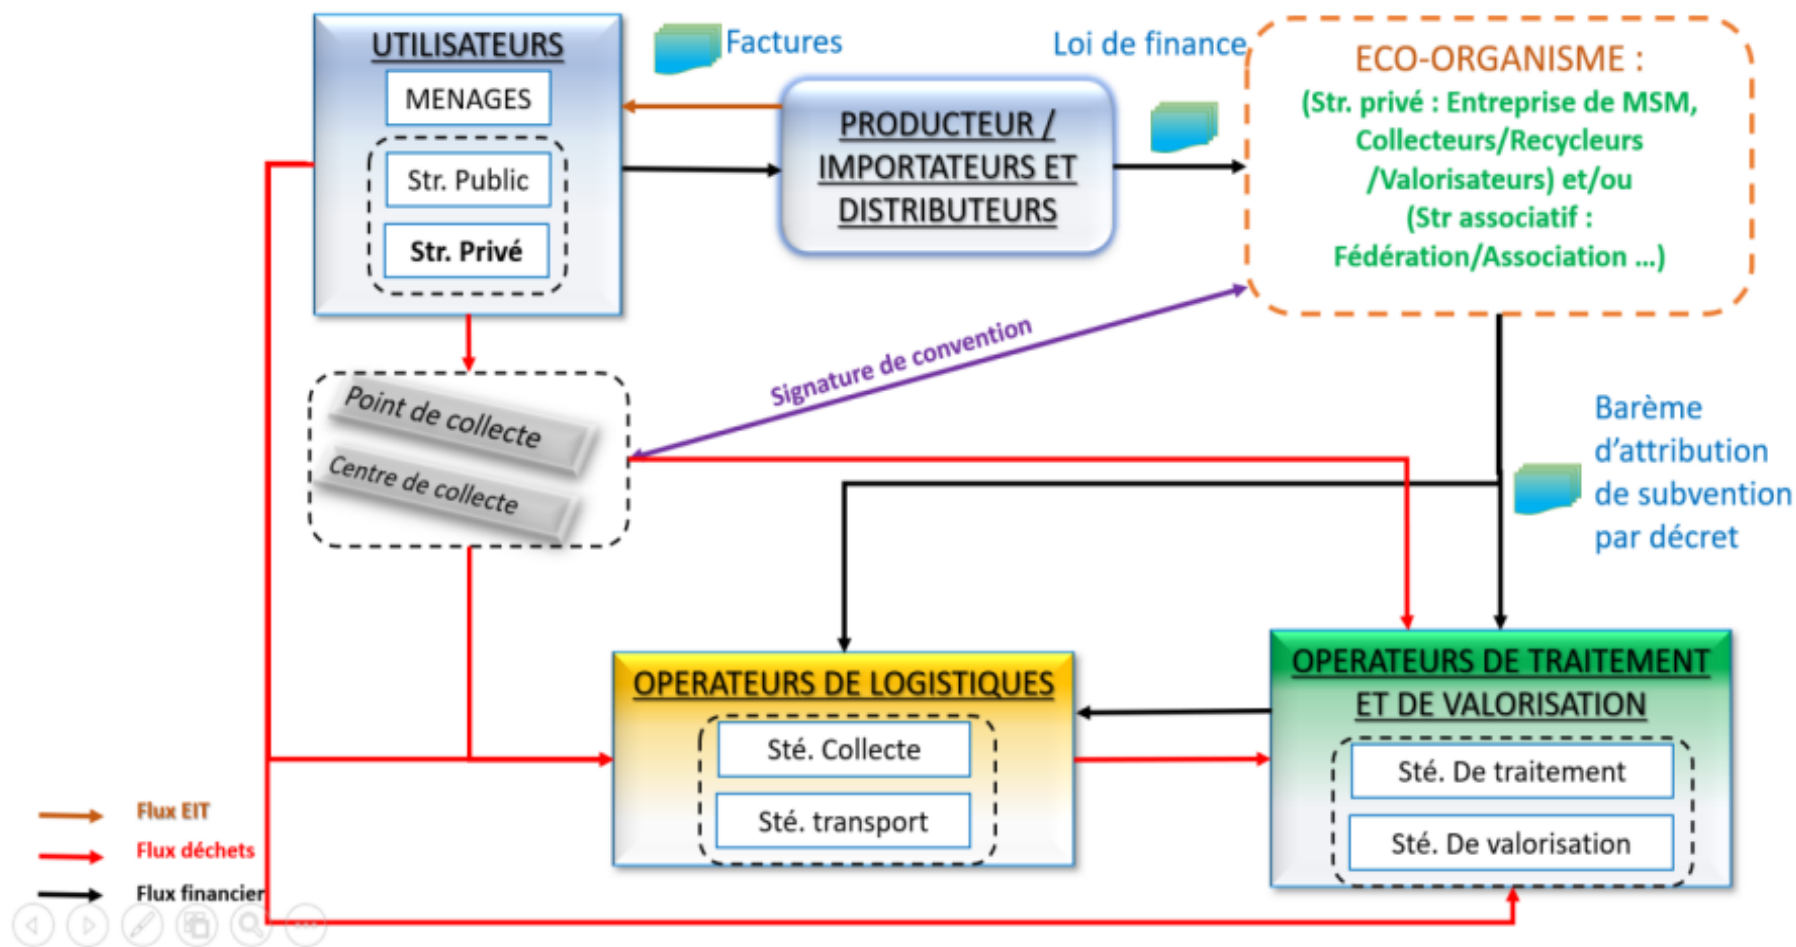 UTILISATEURS
MENAGES
Str. Public
Str. Privé
Factures
PRODUCTEUR /
IMPORTATEURS ET
DISTRIBUTEURS
Loi de finance
ECO-ORGANISME :
(Str. privé : Entreprise de MSM,
Collecteurs/Recycleurs
/Valorisateurs) et/ou
(Str associatif :
Fédération/Association ...)
Signature de convention
Point de collecte
Centre de collecte
Barème
d'attribution
de subvention
par décret
OPERATEURS DE LOGISTIQUES
Sté. Collecte
Sté. transport
OPERATEURS DE TRAITEMENT
ET DE VALORISATION
Sté. De traitement
Sté. De valorisation
Flux EIT
Flux déchets
Flux financier